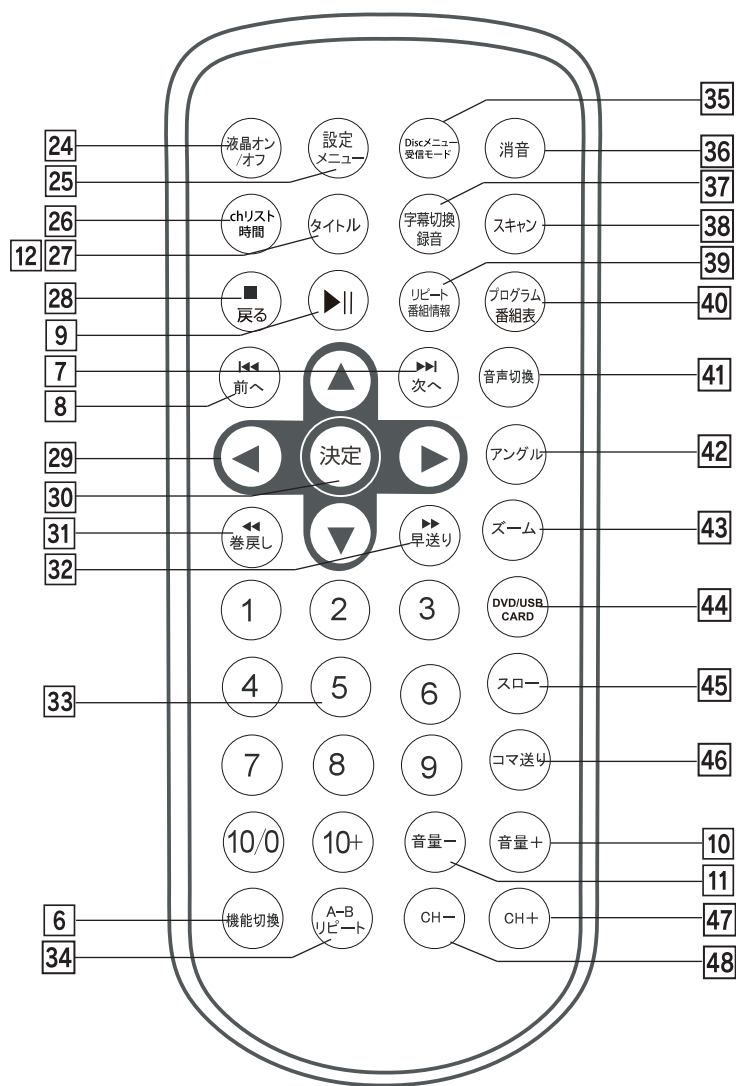 35
24
液晶オン
/オフ
設定
メニュー
Discメニュー
受信モード
消音
36
25
37
26
chリスト
時間
タイトル
字幕切換
録音
スキャン
38
12 27
39
28
■
戻る
▶||
リピート
番組情報
プログラム
番組表
40
9
7
8
|◀◀
前へ
▲
▶▶|
次へ
音声切換
41
29
◀
決定
▶
アングル
42
30
31
◀◀
巻戻し
▼
▶▶
早送り
ズーム
43
32
1
2
3
DVD/USB
CARD
44
33
4
5
6
スロー
45
7
8
9
コマ送り
46
10/0
10+
音量－
音量＋
10
11
6
機能切換
A-B
リピート
CH－
CH＋
47
34
48